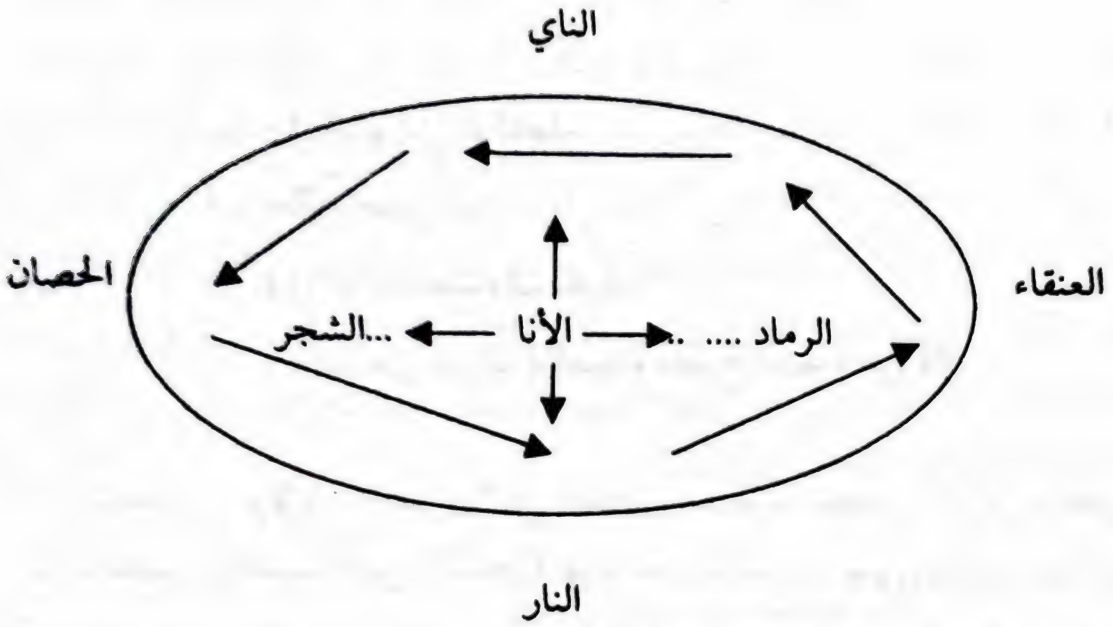 الناي
العنقاء
الحصان
الرماد .... ..
الأنا
...الشجر
النار